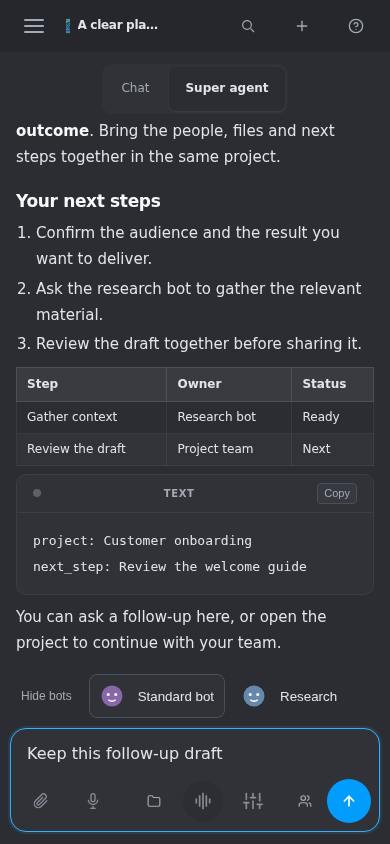 A clear pla...
Chat
Super agent
outcome. Bring the people, files and next
steps together in the same project.
Your next steps
1. Confirm the audience and the result you
want to deliver.
2. Ask the research bot to gather the relevant
material.
3. Review the draft together before sharing it.
Step Owner Status
Gather context Research bot Ready
Review the draft Project team Next
TEXT
Copy
project: Customer onboarding
next_step: Review the welcome guide
You can ask a follow-up here, or open the
project to continue with your team.
Hide bots
Standard bot
Research
Keep this follow-up draft